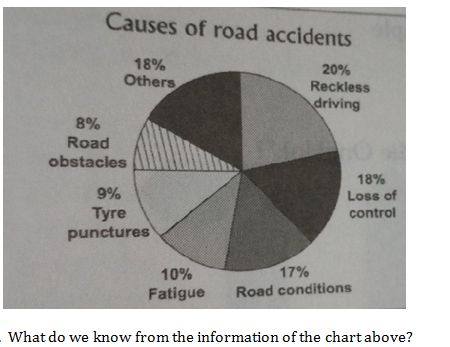 Causes of road accidents
18%
Others
20%
Reckless
driving
8%
Road
obstacles
18%
Loss of
control
9%
Tyre
punctures
10%
Fatigue
17%
Road conditions
. What do we know from the information of the chart above?